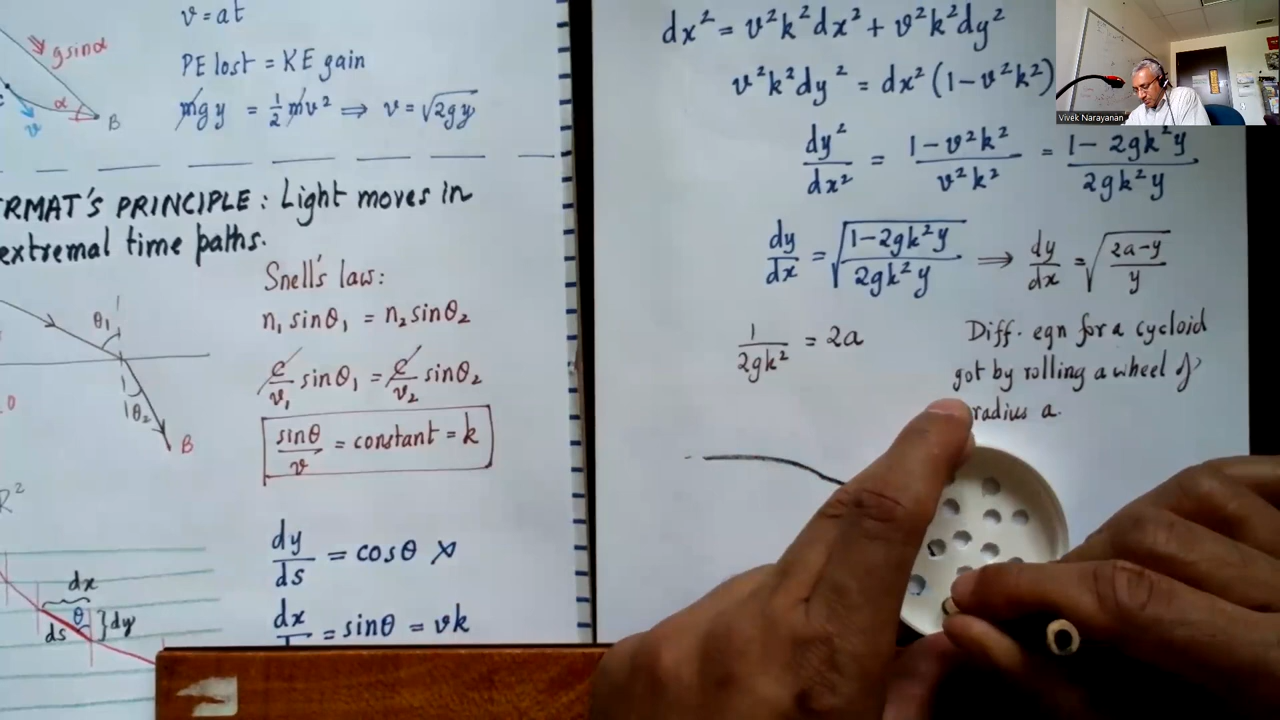 v = at
g sin α
PE lost = KE gain
mgy = ½mv² ⟹ v = √2gy
α
B
v
RMAT'S PRINCIPLE: Light moves in
extremal time paths.
Snell's law:
θ₁
n₁ sinθ₁ = n₂ sinθ₂
c/v₁ sinθ₁ = c/v₂ sinθ₂
θ₂
B
sinθ/v = constant = k
R²
dy/ds = cosθ
dx
θ
ds
dy
= sinθ = vk
dx² = v²k²dx² + v²k²dy²
v²k²dy² = dx²(1-v²k²)
Vivek Narayanan
dy²/dx² = 1-v²k²/v²k² = 1-2gk²y/2gk²y
dy/dx = √1-2gk²y/2gk²y ⟹ dy/dx = √2a-y/y
1/2gk² = 2a
Diff. eqn for a cycloid
got by rolling a wheel of
radius a.